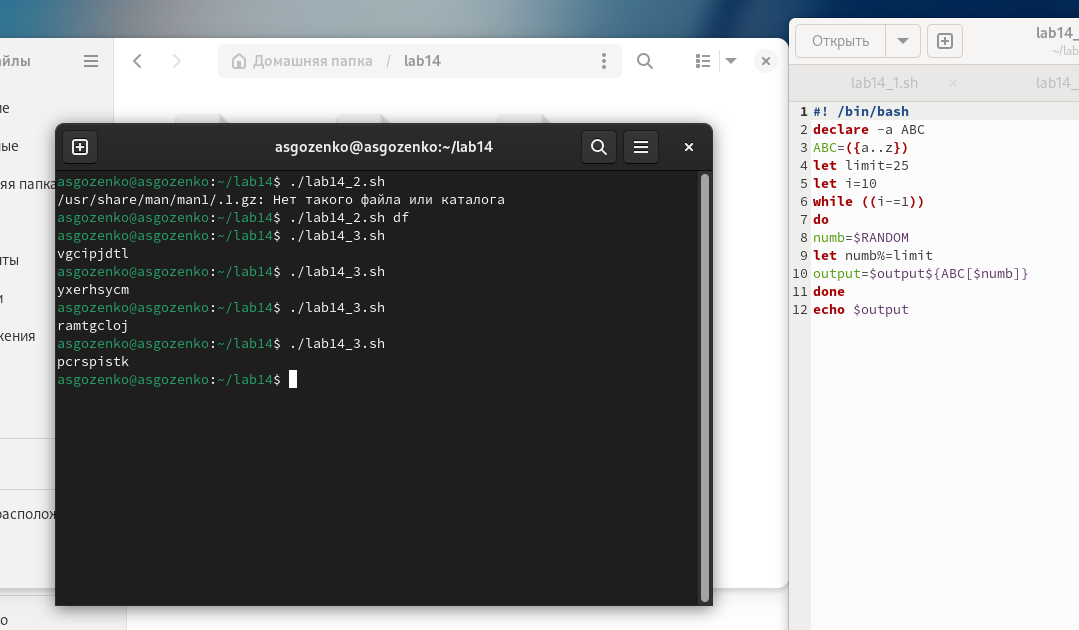 айлы
Домашняя папка / lab14
ие
ные
яя папка
нты
и
жения
располож
о
asgozenko@asgozenko:~/lab14
asgozenko@asgozenko:~/lab14$ ./lab14_2.sh
/usr/share/man/man1/.1.gz: Нет такого файла или каталога
asgozenko@asgozenko:~/lab14$ ./lab14_2.sh df
asgozenko@asgozenko:~/lab14$ ./lab14_3.sh
vgcipjdtl
asgozenko@asgozenko:~/lab14$ ./lab14_3.sh
yxerhsycm
asgozenko@asgozenko:~/lab14$ ./lab14_3.sh
ramtgcloj
asgozenko@asgozenko:~/lab14$ ./lab14_3.sh
pcrspistk
asgozenko@asgozenko:~/lab14$
Открыть
lab14_
~/lab
lab14_1.sh
lab14_
1 #! /bin/bash
2 declare -a ABC
3 ABC=({a..z})
4 let limit=25
5 let i=10
6 while ((i-=1))
7 do
8 numb=$RANDOM
9 let numb%=limit
10 output=$output${ABC[$numb]}
11 done
12 echo $output